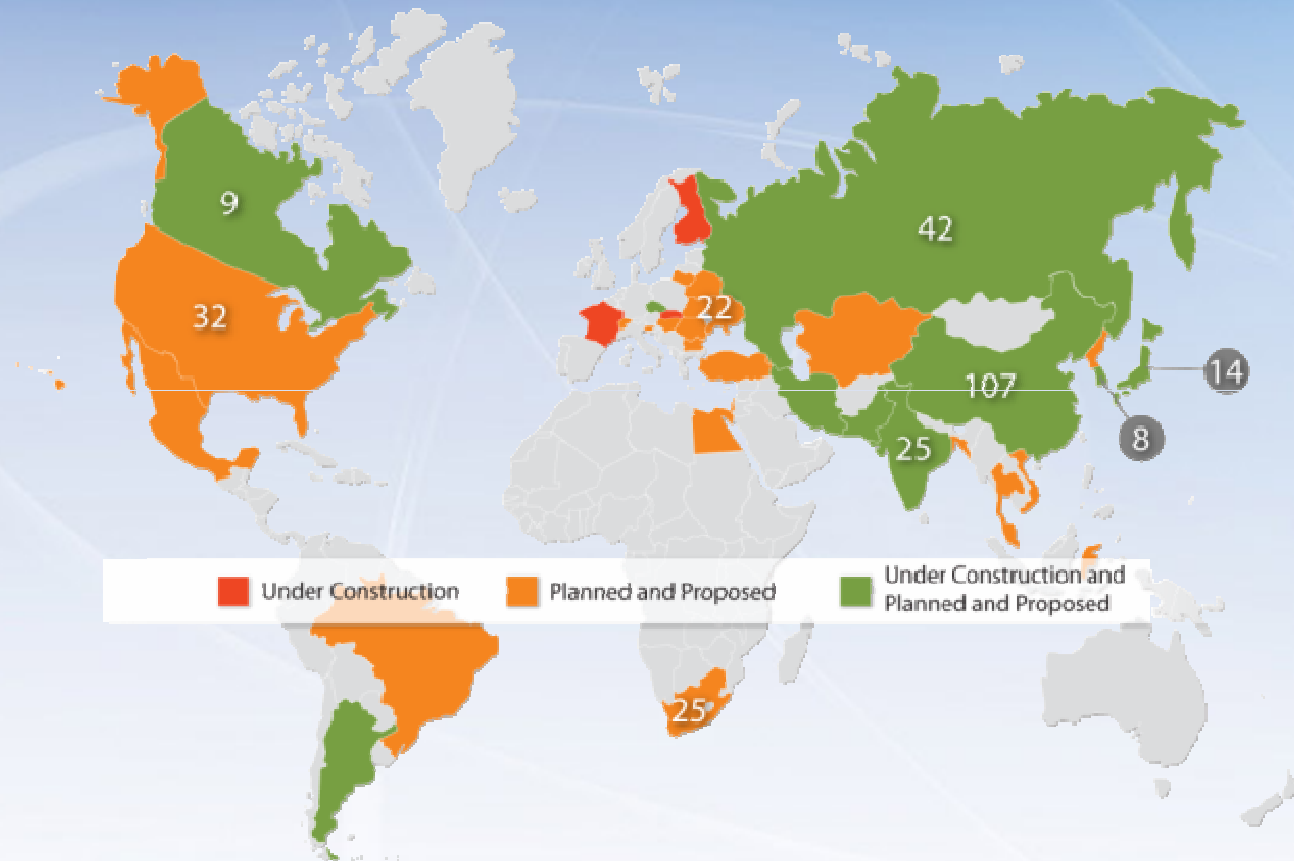 9
42
32
22
107
14
8
25
Under Construction
Planned and Proposed
Under Construction and
Planned and Proposed
25